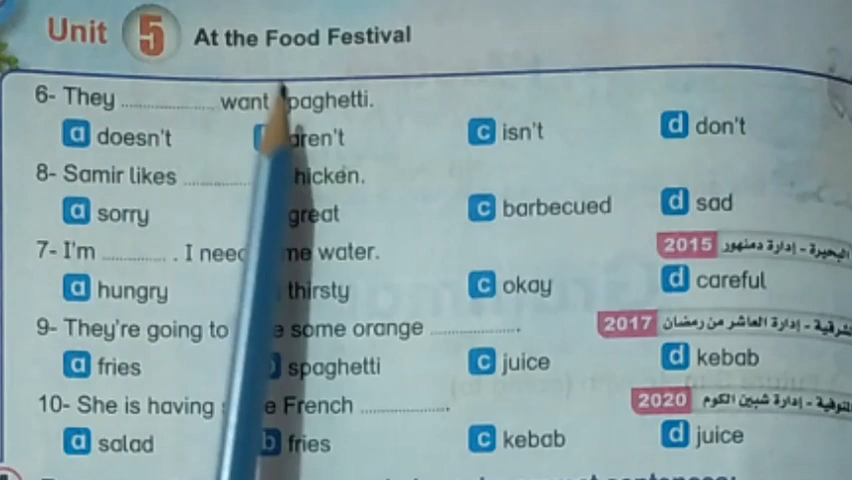 Unit 5 At the Food Festival
6- They .............. want spaghetti.
a doesn't aren't c isn't d don't
8- Samir likes .............. hicken.
a sorry great c barbecued d sad
7- I'm .............. . I need me water. 2015 البحيرة - إدارة دمنهور
a hungry thirsty c okay d careful
9- They're going to e some orange .............. . 2017 الشرقية - إدارة العاشر من رمضان
a fries spaghetti c juice d kebab
10- She is having s e French .............. . 2020 المنوفية - إدارة شبين الكوم
a salad b fries c kebab d juice